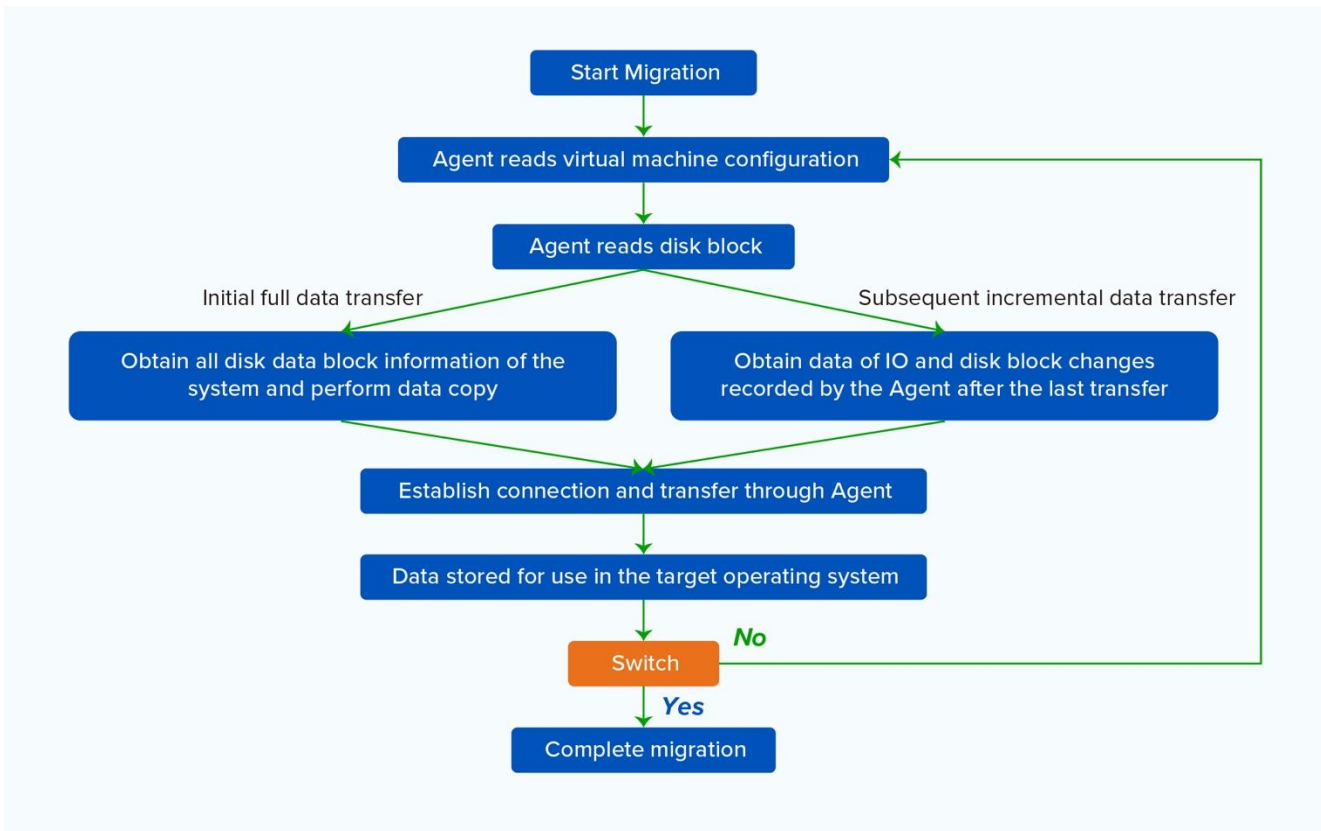 Start Migration
Agent reads virtual machine configuration
Agent reads disk block
Initial full data transfer
Subsequent incremental data transfer
Obtain all disk data block information of the
system and perform data copy
Obtain data of IO and disk block changes
recorded by the Agent after the last transfer
Establish connection and transfer through Agent
Data stored for use in the target operating system
No
Switch
Yes
Complete migration